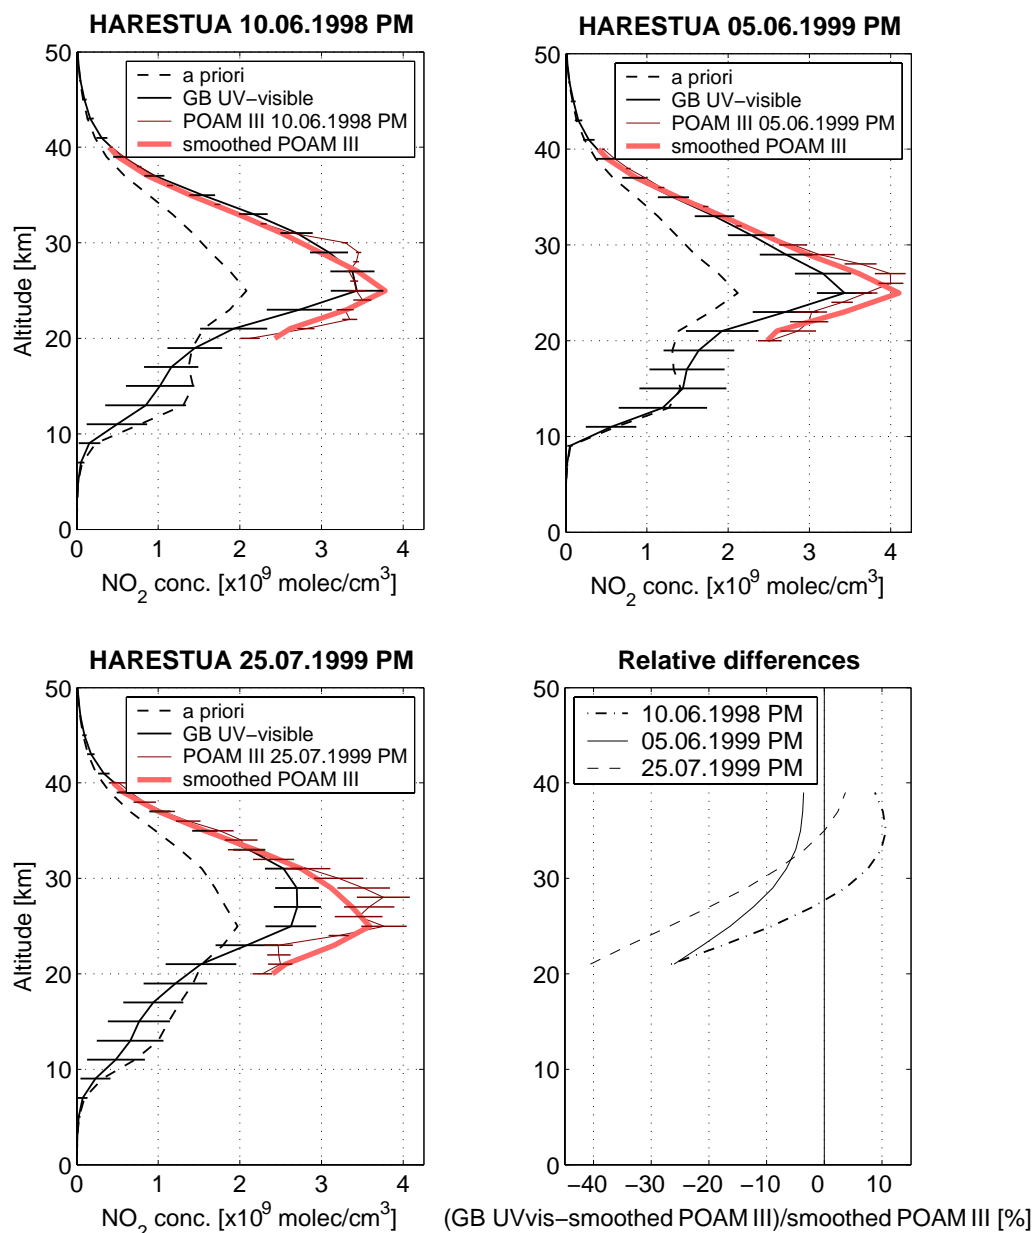 HARESTUA 10.06.1998 PM
a priori
GB UV−visible
POAM III 10.06.1998 PM
smoothed POAM III
50
40
30
20
10
0
Altitude [km]
0 1 2 3 4
NO2 conc. [x10^9 molec/cm^3]
HARESTUA 05.06.1999 PM
a priori
GB UV−visible
POAM III 05.06.1999 PM
smoothed POAM III
50
40
30
20
10
0
0 1 2 3 4
NO2 conc. [x10^9 molec/cm^3]
HARESTUA 25.07.1999 PM
a priori
GB UV−visible
POAM III 25.07.1999 PM
smoothed POAM III
50
40
30
20
10
0
Altitude [km]
0 1 2 3 4
NO2 conc. [x10^9 molec/cm^3]
Relative differences
10.06.1998 PM
05.06.1999 PM
25.07.1999 PM
50
40
30
20
10
0
−40 −30 −20 −10 0 10
(GB UVvis−smoothed POAM III)/smoothed POAM III [%]